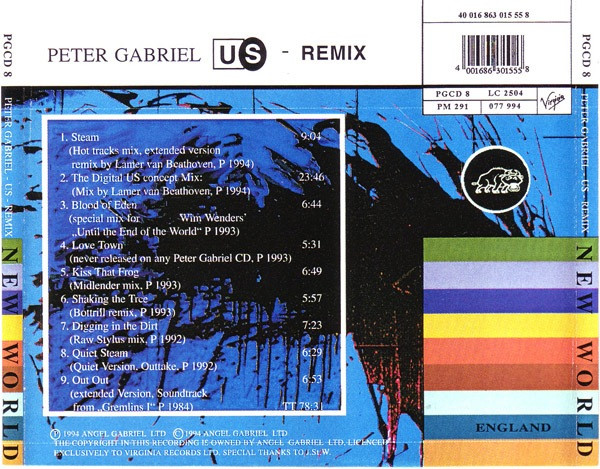 40 016 863 015 55 8
4 001686 301555 8
PETER GABRIEL US - REMIX
PGCD 8 LC 2504
PM 291 077 994
Virgin
PGCD 8
PETER GABRIEL - US - REMIX
NEW WORLD
1. Steam 9:04
(Hot tracks mix, extended version
remix by Lamer van Beathoven, P 1994)
2. The Digital US concept Mix: 23:46
(Mix by Lamer van Beathoven, P 1994)
3. Blood of Eden 6:44
(special mix for Wim Wenders'
„Until the End of the World“ P 1993)
4. Love Town 5:31
(never released on any Peter Gabriel CD, P 1993)
5. Kiss That Frog 6:49
(Midlender mix, P 1993)
6. Shaking the Tree 5:57
(Bottrill remix, P 1993)
7. Digging in the Dirt 7:23
(Raw Stylus mix, P 1992)
8. Quiet Steam 6:29
(Quiet Version, Outtake, P 1992)
9. Out Out 6:53
(extended Version, Soundtrack
from „Gremlins I“ P 1984) TT 78:31
PGCD 8
PETER GABRIEL - US - REMIX
NEW WORLD
ENGLAND
Ⓟ 1994 ANGEL GABRIEL LTD ©1994 ANGEL GABRIEL LTD.
THE COPYRIGHT IN THIS RECORDING IS OWNED BY ANGEL GABRIEL LTD, LICENCED
EXCLUSIVELY TO VIRGINIA RECORDS LTD. SPECIAL THANKS TO